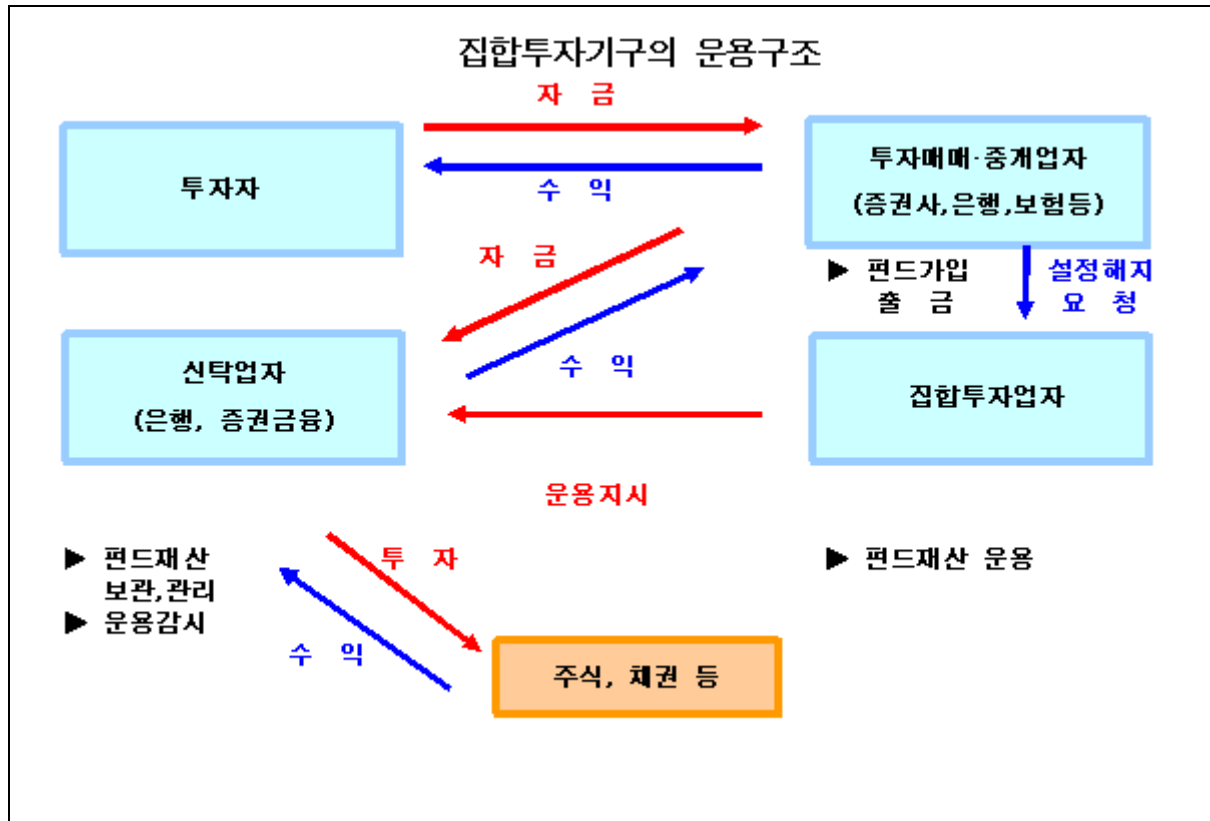 집합투자기구의 운용구조
자 금
투자자
수 익
투자매매·중개업자
(증권사,은행,보험등)
자 금
▶ 펀드가입
출 금
설정해지
요 청
신탁업자
(은행, 증권금융)
수 익
집합투자업자
운용지시
▶ 펀드재산
보관,관리
▶ 운용감시
투 자
▶ 펀드재산 운용
수 익
주식, 채권 등